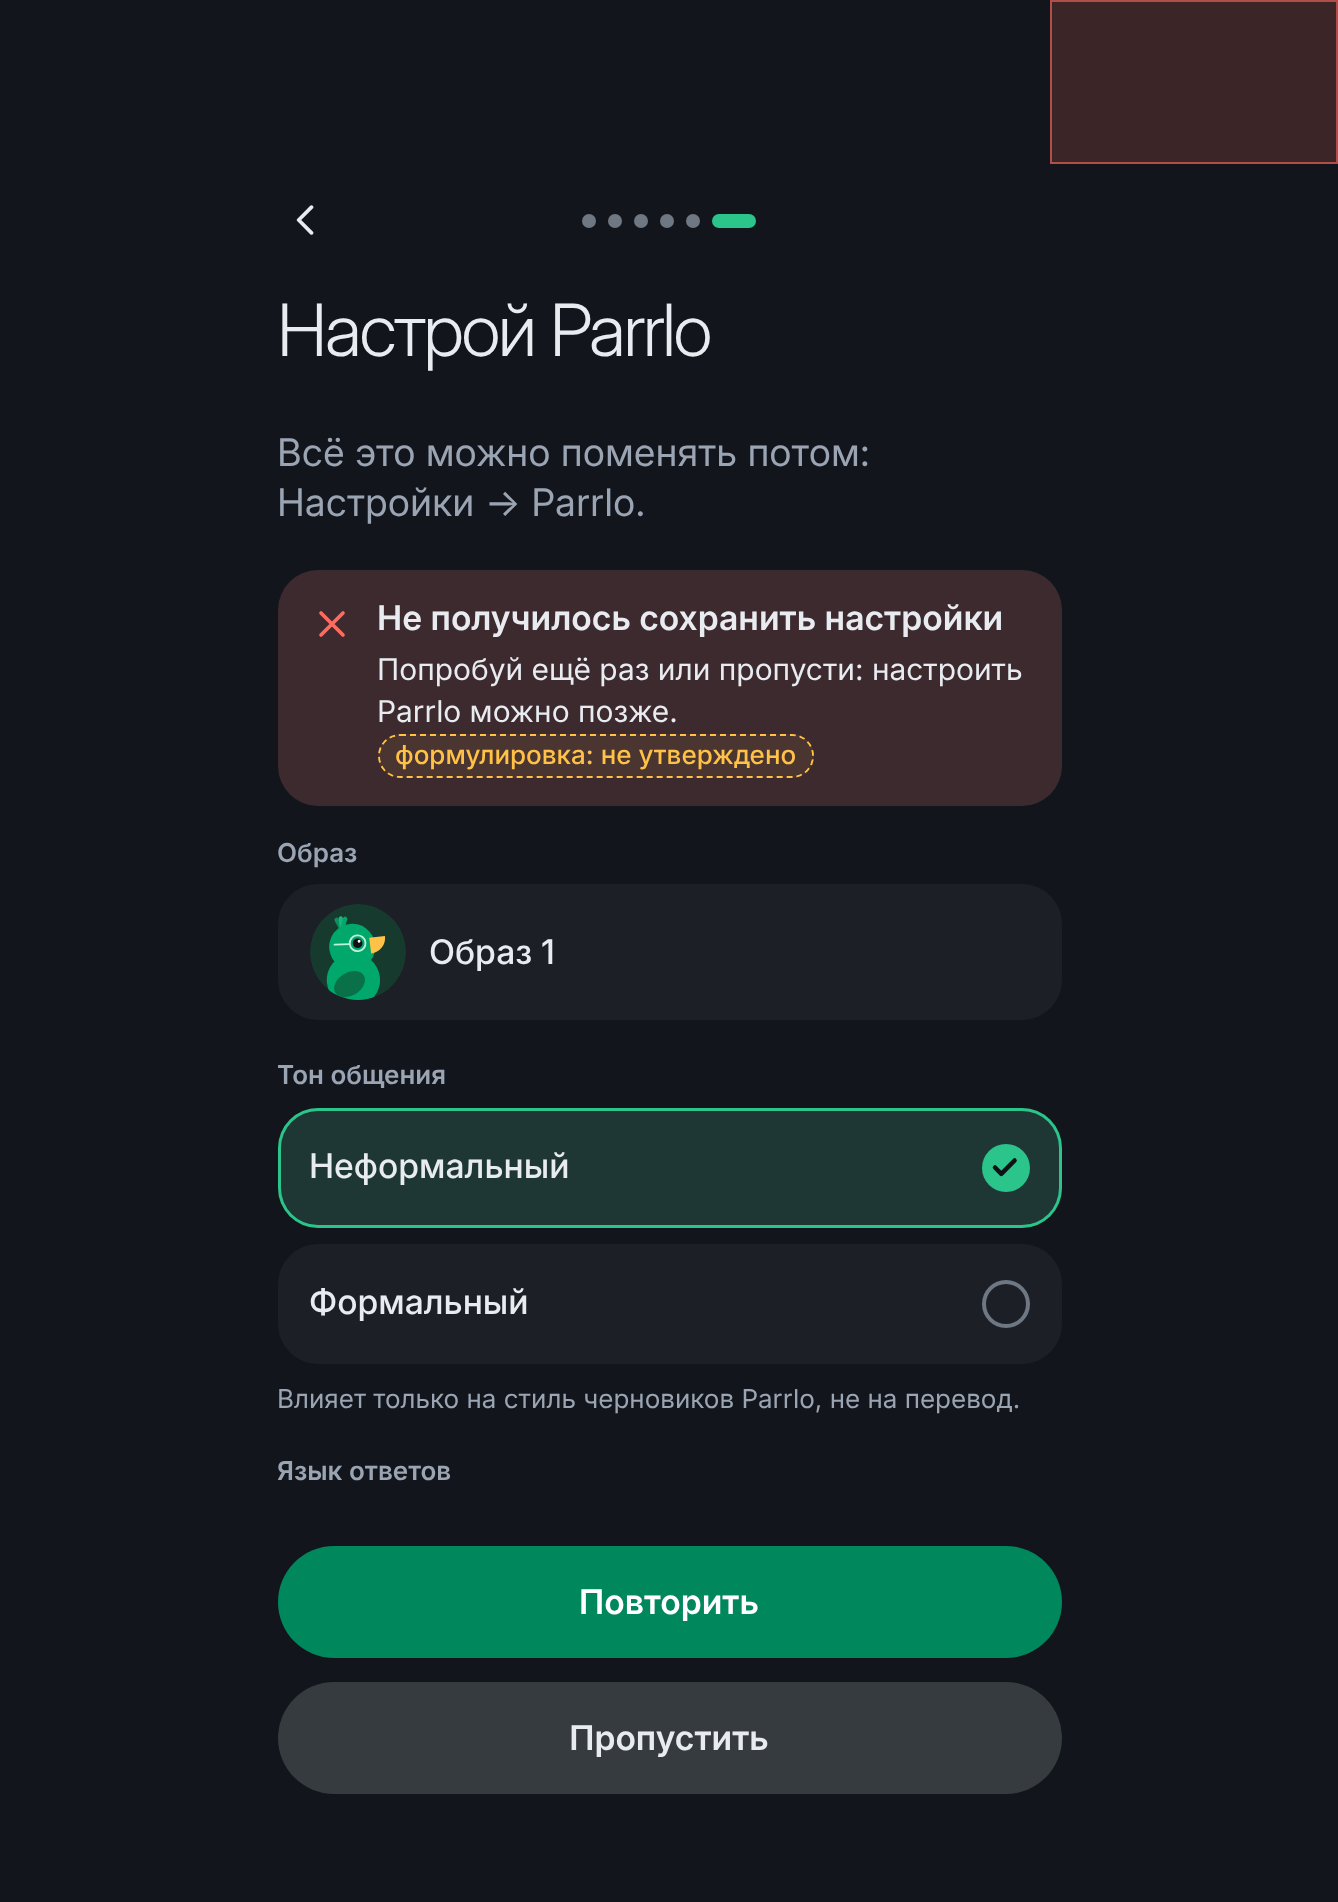 Настрой Parrlo
Всё это можно поменять потом:
Настройки → Parrlo.
Не получилось сохранить настройки
Попробуй ещё раз или пропусти: настроить
Parrlo можно позже.
формулировка: не утверждено
Образ
Образ 1
Тон общения
Неформальный
Формальный
Влияет только на стиль черновиков Parrlo, не на перевод.
Язык ответов
Повторить
Пропустить